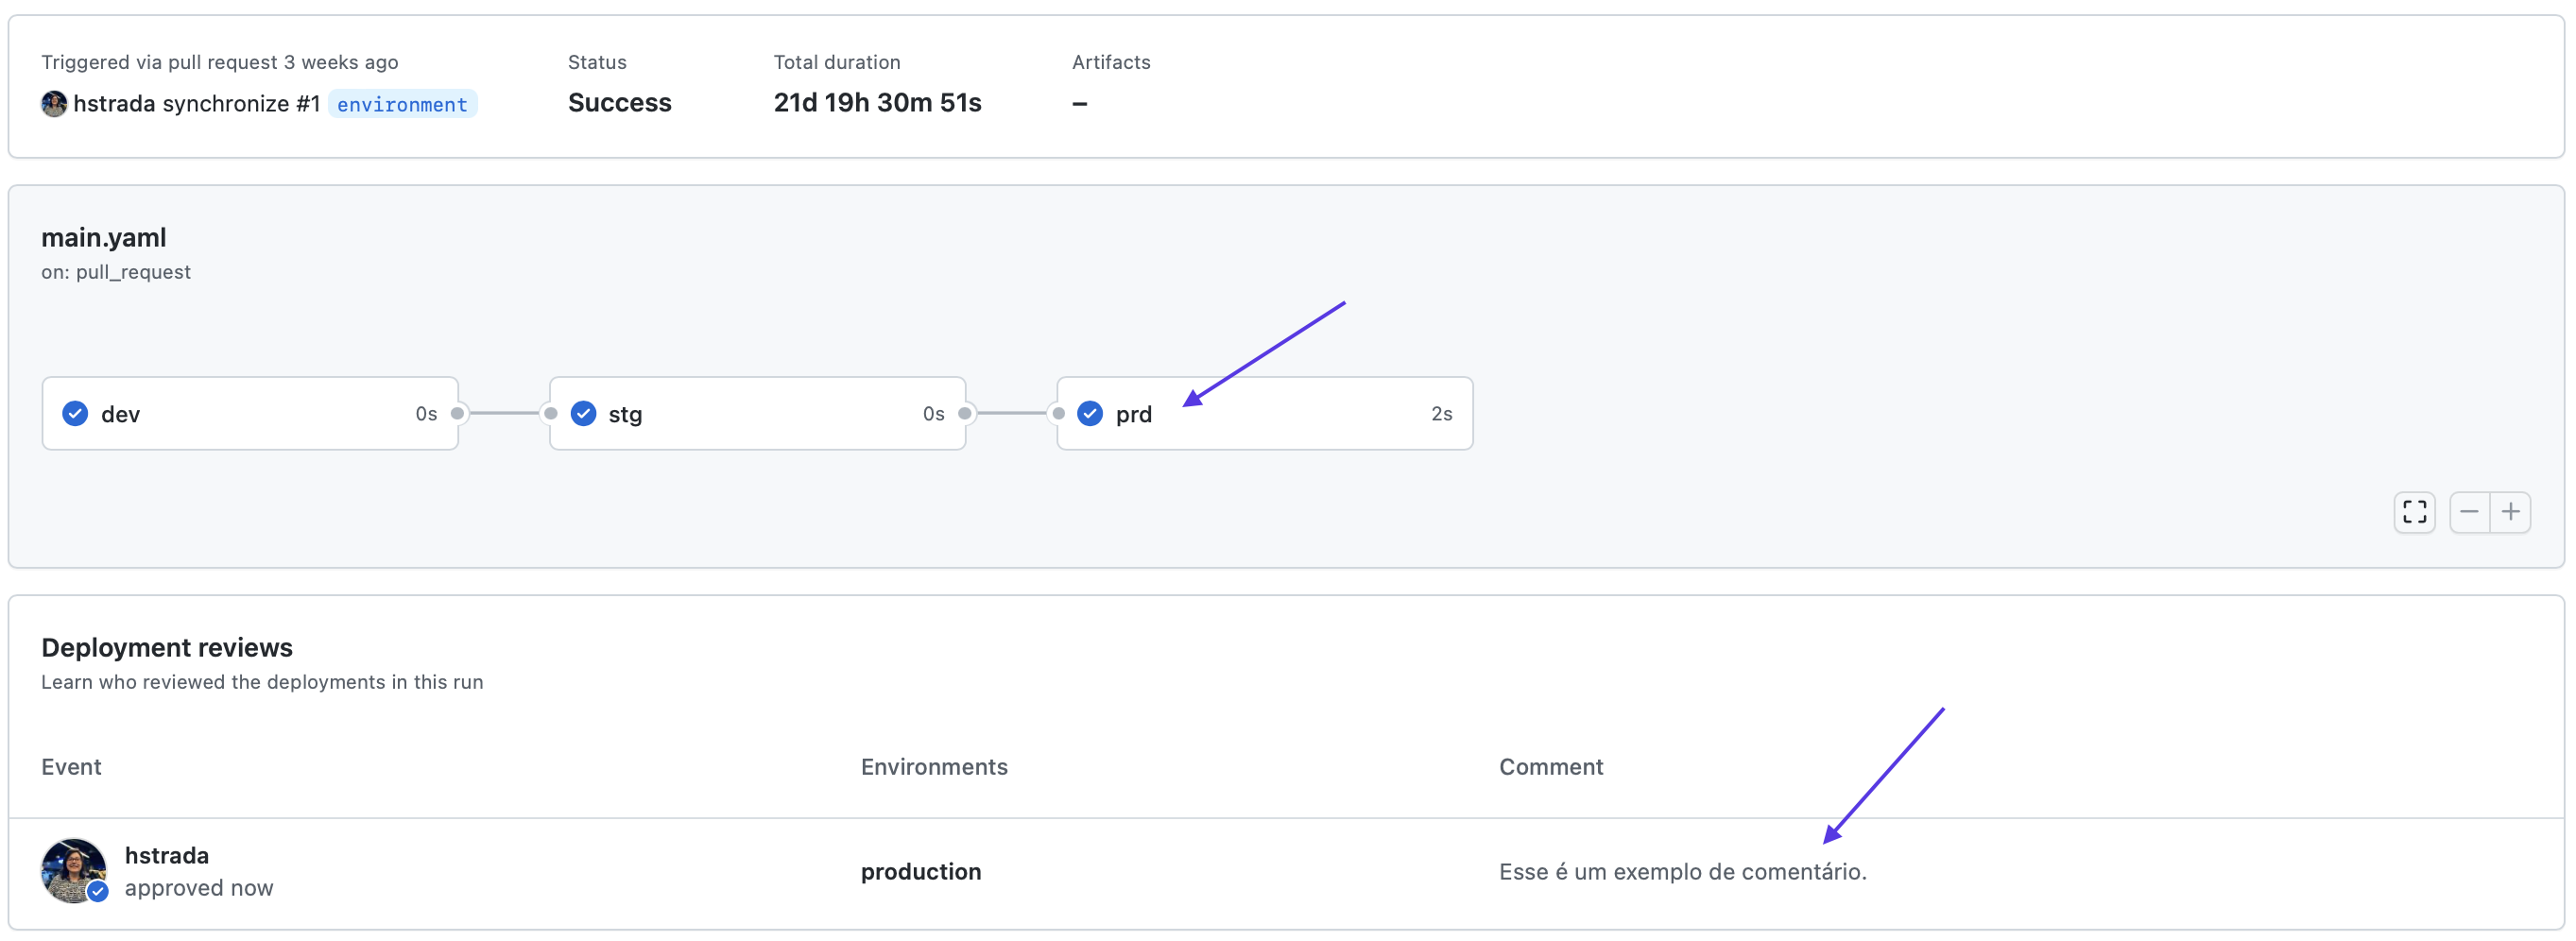 Triggered via pull request 3 weeks ago
Status
Total duration
Artifacts
hstrada synchronize #1 environment
Success
21d 19h 30m 51s
–
main.yaml
on: pull_request
dev 0s
stg 0s
prd 2s
Deployment reviews
Learn who reviewed the deployments in this run
Event
Environments
Comment
hstrada
approved now
production
Esse é um exemplo de comentário.